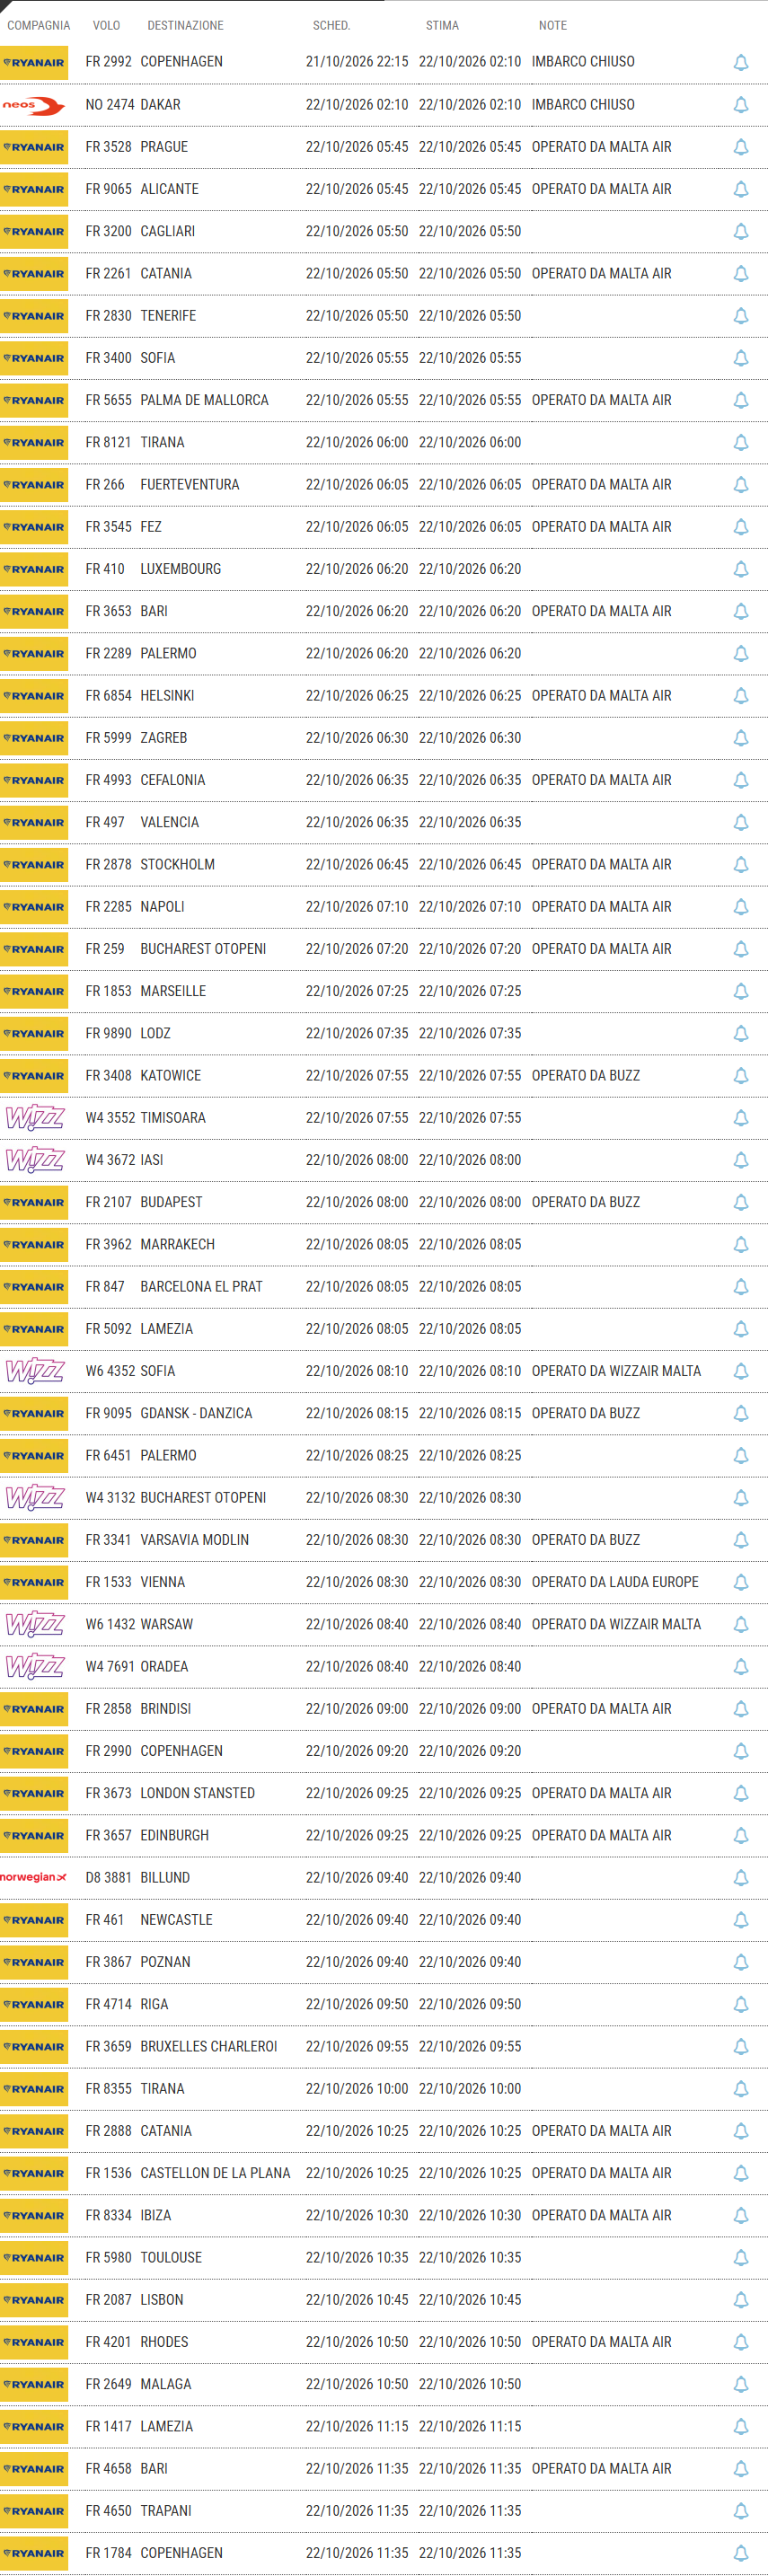 COMPAGNIA VOLO DESTINAZIONE SCHED. STIMA NOTE
RYANAIR FR 2992 COPENHAGEN 21/10/2026 22:15 22/10/2026 02:10 IMBARCO CHIUSO
neos NO 2474 DAKAR 22/10/2026 02:10 22/10/2026 02:10 IMBARCO CHIUSO
RYANAIR FR 3528 PRAGUE 22/10/2026 05:45 22/10/2026 05:45 OPERATO DA MALTA AIR
RYANAIR FR 9065 ALICANTE 22/10/2026 05:45 22/10/2026 05:45 OPERATO DA MALTA AIR
RYANAIR FR 3200 CAGLIARI 22/10/2026 05:50 22/10/2026 05:50
RYANAIR FR 2261 CATANIA 22/10/2026 05:50 22/10/2026 05:50 OPERATO DA MALTA AIR
RYANAIR FR 2830 TENERIFE 22/10/2026 05:50 22/10/2026 05:50
RYANAIR FR 3400 SOFIA 22/10/2026 05:55 22/10/2026 05:55
RYANAIR FR 5655 PALMA DE MALLORCA 22/10/2026 05:55 22/10/2026 05:55 OPERATO DA MALTA AIR
RYANAIR FR 8121 TIRANA 22/10/2026 06:00 22/10/2026 06:00
RYANAIR FR 266 FUERTEVENTURA 22/10/2026 06:05 22/10/2026 06:05 OPERATO DA MALTA AIR
RYANAIR FR 3545 FEZ 22/10/2026 06:05 22/10/2026 06:05 OPERATO DA MALTA AIR
RYANAIR FR 410 LUXEMBOURG 22/10/2026 06:20 22/10/2026 06:20
RYANAIR FR 3653 BARI 22/10/2026 06:20 22/10/2026 06:20 OPERATO DA MALTA AIR
RYANAIR FR 2289 PALERMO 22/10/2026 06:20 22/10/2026 06:20
RYANAIR FR 6854 HELSINKI 22/10/2026 06:25 22/10/2026 06:25 OPERATO DA MALTA AIR
RYANAIR FR 5999 ZAGREB 22/10/2026 06:30 22/10/2026 06:30
RYANAIR FR 4993 CEFALONIA 22/10/2026 06:35 22/10/2026 06:35 OPERATO DA MALTA AIR
RYANAIR FR 497 VALENCIA 22/10/2026 06:35 22/10/2026 06:35
RYANAIR FR 2878 STOCKHOLM 22/10/2026 06:45 22/10/2026 06:45 OPERATO DA MALTA AIR
RYANAIR FR 2285 NAPOLI 22/10/2026 07:10 22/10/2026 07:10 OPERATO DA MALTA AIR
RYANAIR FR 259 BUCHAREST OTOPENI 22/10/2026 07:20 22/10/2026 07:20 OPERATO DA MALTA AIR
RYANAIR FR 1853 MARSEILLE 22/10/2026 07:25 22/10/2026 07:25
RYANAIR FR 9890 LODZ 22/10/2026 07:35 22/10/2026 07:35
RYANAIR FR 3408 KATOWICE 22/10/2026 07:55 22/10/2026 07:55 OPERATO DA BUZZ
WIZZ W4 3552 TIMISOARA 22/10/2026 07:55 22/10/2026 07:55
WIZZ W4 3672 IASI 22/10/2026 08:00 22/10/2026 08:00
RYANAIR FR 2107 BUDAPEST 22/10/2026 08:00 22/10/2026 08:00 OPERATO DA BUZZ
RYANAIR FR 3962 MARRAKECH 22/10/2026 08:05 22/10/2026 08:05
RYANAIR FR 847 BARCELONA EL PRAT 22/10/2026 08:05 22/10/2026 08:05
RYANAIR FR 5092 LAMEZIA 22/10/2026 08:05 22/10/2026 08:05
WIZZ W6 4352 SOFIA 22/10/2026 08:10 22/10/2026 08:10 OPERATO DA WIZZAIR MALTA
RYANAIR FR 9095 GDANSK - DANZICA 22/10/2026 08:15 22/10/2026 08:15 OPERATO DA BUZZ
RYANAIR FR 6451 PALERMO 22/10/2026 08:25 22/10/2026 08:25
WIZZ W4 3132 BUCHAREST OTOPENI 22/10/2026 08:30 22/10/2026 08:30
RYANAIR FR 3341 VARSAVIA MODLIN 22/10/2026 08:30 22/10/2026 08:30 OPERATO DA BUZZ
RYANAIR FR 1533 VIENNA 22/10/2026 08:30 22/10/2026 08:30 OPERATO DA LAUDA EUROPE
WIZZ W6 1432 WARSAW 22/10/2026 08:40 22/10/2026 08:40 OPERATO DA WIZZAIR MALTA
WIZZ W4 7691 ORADEA 22/10/2026 08:40 22/10/2026 08:40
RYANAIR FR 2858 BRINDISI 22/10/2026 09:00 22/10/2026 09:00 OPERATO DA MALTA AIR
RYANAIR FR 2990 COPENHAGEN 22/10/2026 09:20 22/10/2026 09:20
RYANAIR FR 3673 LONDON STANSTED 22/10/2026 09:25 22/10/2026 09:25 OPERATO DA MALTA AIR
RYANAIR FR 3657 EDINBURGH 22/10/2026 09:25 22/10/2026 09:25 OPERATO DA MALTA AIR
norwegian D8 3881 BILLUND 22/10/2026 09:40 22/10/2026 09:40
RYANAIR FR 461 NEWCASTLE 22/10/2026 09:40 22/10/2026 09:40
RYANAIR FR 3867 POZNAN 22/10/2026 09:40 22/10/2026 09:40
RYANAIR FR 4714 RIGA 22/10/2026 09:50 22/10/2026 09:50
RYANAIR FR 3659 BRUXELLES CHARLEROI 22/10/2026 09:55 22/10/2026 09:55
RYANAIR FR 8355 TIRANA 22/10/2026 10:00 22/10/2026 10:00
RYANAIR FR 2888 CATANIA 22/10/2026 10:25 22/10/2026 10:25 OPERATO DA MALTA AIR
RYANAIR FR 1536 CASTELLON DE LA PLANA 22/10/2026 10:25 22/10/2026 10:25 OPERATO DA MALTA AIR
RYANAIR FR 8334 IBIZA 22/10/2026 10:30 22/10/2026 10:30 OPERATO DA MALTA AIR
RYANAIR FR 5980 TOULOUSE 22/10/2026 10:35 22/10/2026 10:35
RYANAIR FR 2087 LISBON 22/10/2026 10:45 22/10/2026 10:45
RYANAIR FR 4201 RHODES 22/10/2026 10:50 22/10/2026 10:50 OPERATO DA MALTA AIR
RYANAIR FR 2649 MALAGA 22/10/2026 10:50 22/10/2026 10:50
RYANAIR FR 1417 LAMEZIA 22/10/2026 11:15 22/10/2026 11:15
RYANAIR FR 4658 BARI 22/10/2026 11:35 22/10/2026 11:35 OPERATO DA MALTA AIR
RYANAIR FR 4650 TRAPANI 22/10/2026 11:35 22/10/2026 11:35
RYANAIR FR 1784 COPENHAGEN 22/10/2026 11:35 22/10/2026 11:35